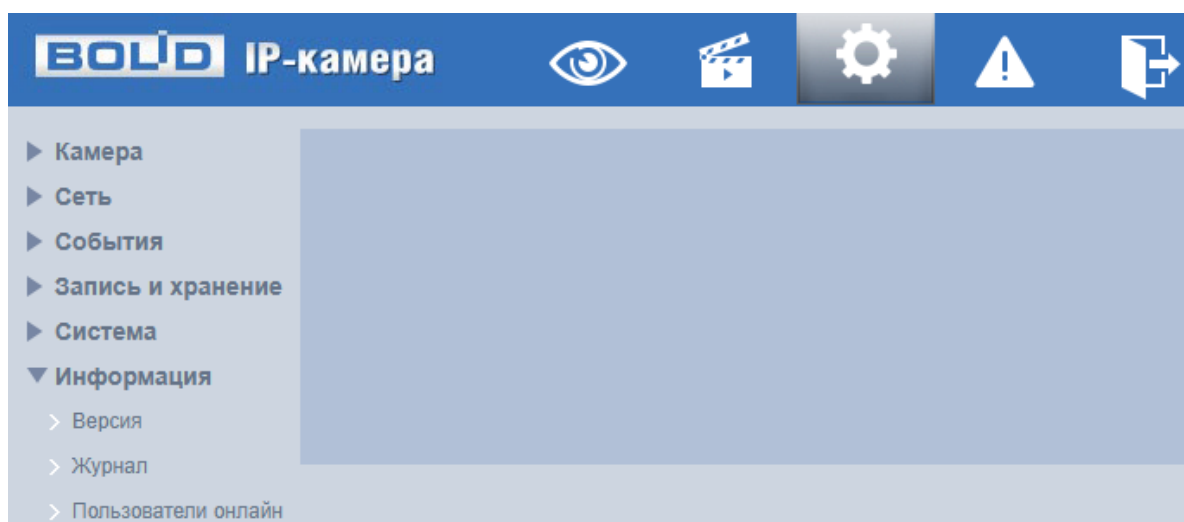 BOLID IP-камера
Камера
Сеть
События
Запись и хранение
Система
Информация
Версия
Журнал
Пользователи онлайн